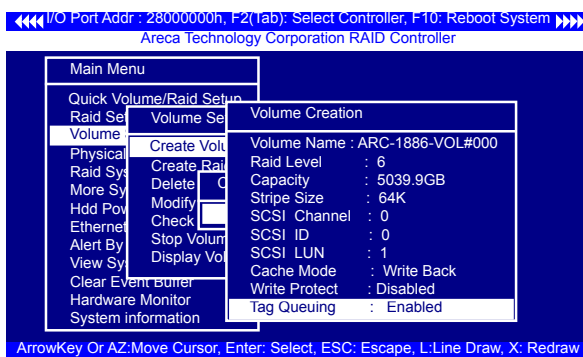 I/O Port Addr : 28000000h, F2(Tab): Select Controller, F10: Reboot System
Areca Technology Corporation RAID Controller
Main Menu
Quick Volume/Raid Setup
Raid Set
Volume
Physical
Raid Sys
More Sy
Hdd Pow
Ethernet
Alert By
View Sy
Clear Event Buffer
Hardware Monitor
System information
Volume Se
Create Volu
Create Rai
Delete
Modify
Check
Stop Volum
Display Vol
C
Volume Creation
Volume Name : ARC-1886-VOL#000
Raid Level : 6
Capacity : 5039.9GB
Stripe Size : 64K
SCSI Channel : 0
SCSI ID : 0
SCSI LUN : 1
Cache Mode : Write Back
Write Protect : Disabled
Tag Queuing : Enabled
ArrowKey Or AZ:Move Cursor, Enter: Select, ESC: Escape, L:Line Draw, X: Redraw